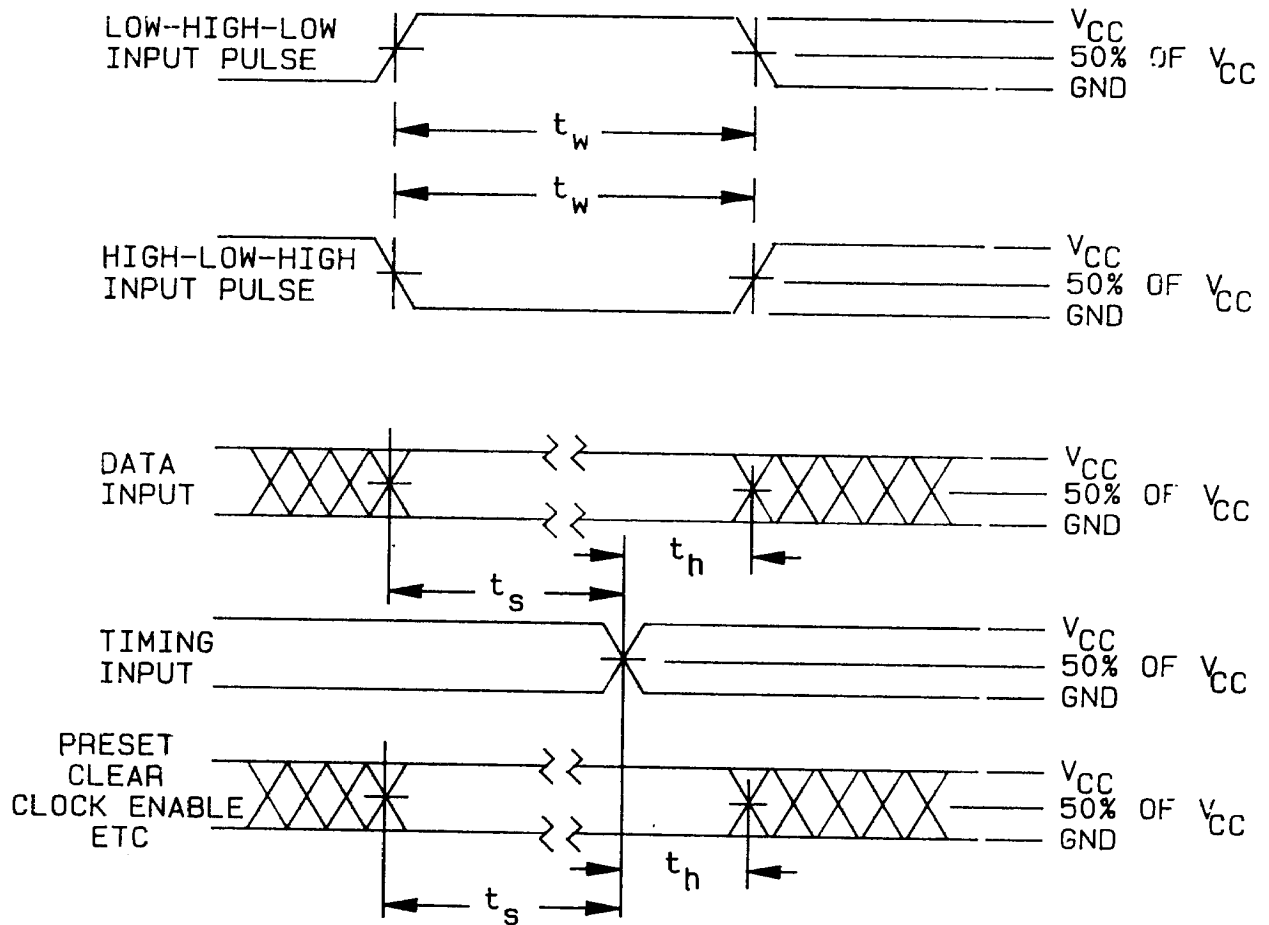 LOW-HIGH-LOW
INPUT PULSE
VCC
50% OF VCC
GND
tw
tw
HIGH-LOW-HIGH
INPUT PULSE
VCC
50% OF VCC
GND
DATA
INPUT
VCC
50% OF VCC
GND
th
ts
TIMING
INPUT
VCC
50% OF VCC
GND
PRESET
CLEAR
CLOCK ENABLE
ETC
VCC
50% OF VCC
GND
th
ts